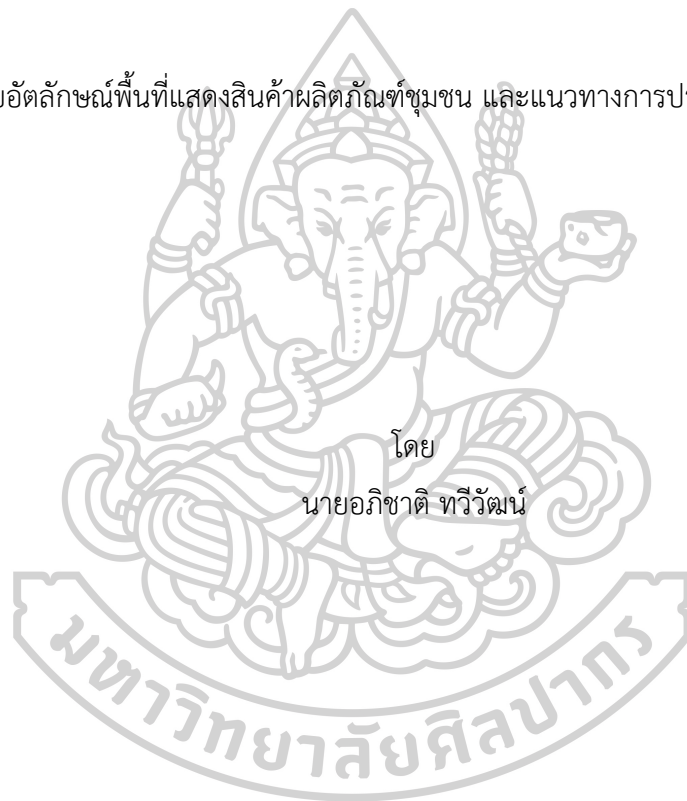 อัตลักษณ์พื้นที่แสดงสินค้าผลิตภัณฑ์ชุมชน และแนวทางการ
โดย
นายอภิชาติ ทวีวัฒน์
มหาวิทยาลัยศิลปากร